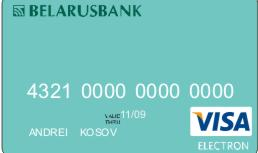 BELARUSBANK
4321 0000 0000 0000
VALID THRU 11/09
ANDREI KOSOV
VISA
ELECTRON